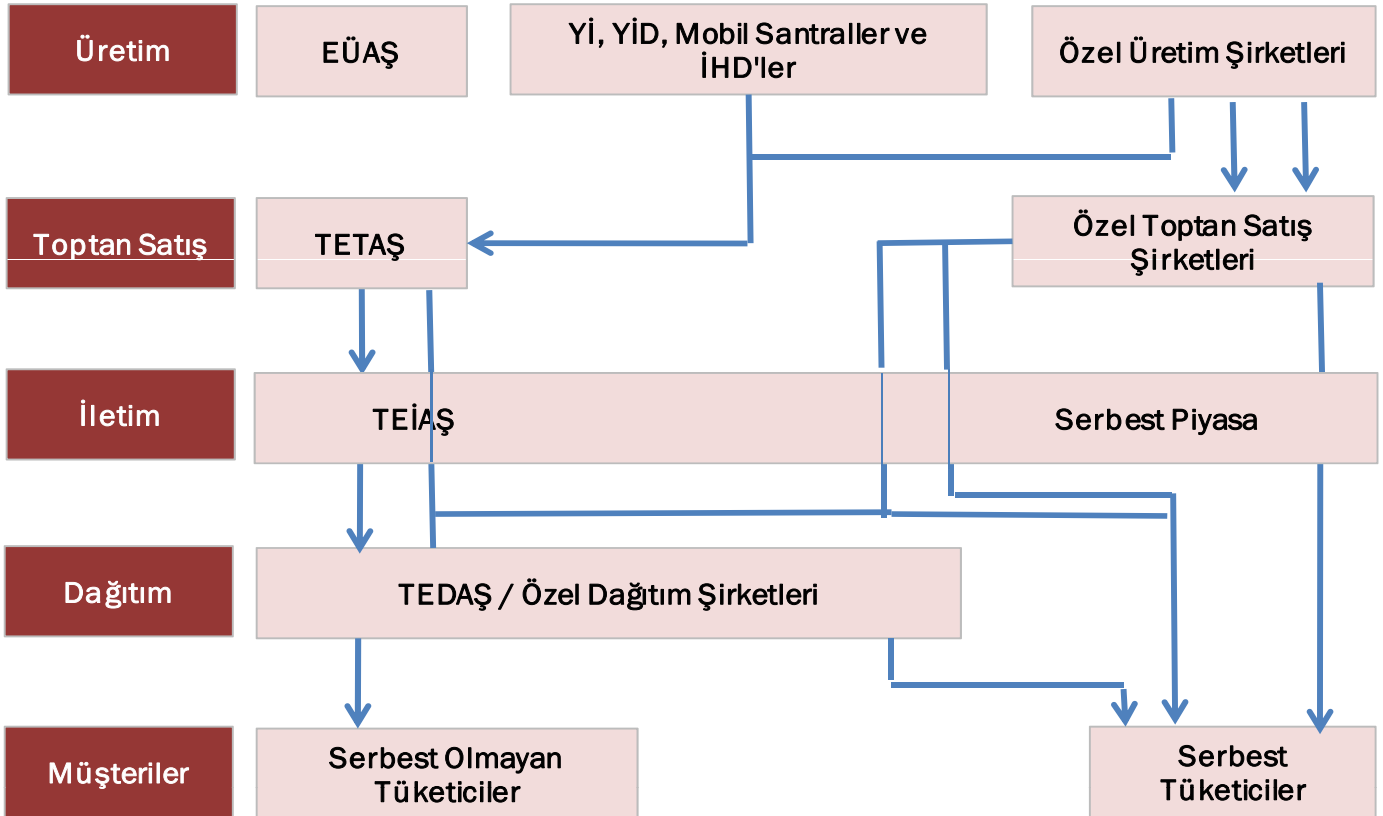 Üretim
EÜAŞ
Yİ, YİD, Mobil Santraller ve
İHD'ler
Özel Üretim Şirketleri
Toptan Satış
TETAŞ
Özel Toptan Satış
Şirketleri
İletim
TEİAŞ
Serbest Piyasa
Dağıtım
TEDAŞ / Özel Dağıtım Şirketleri
Müşteriler
Serbest Olmayan
Tüketiciler
Serbest
Tüketiciler